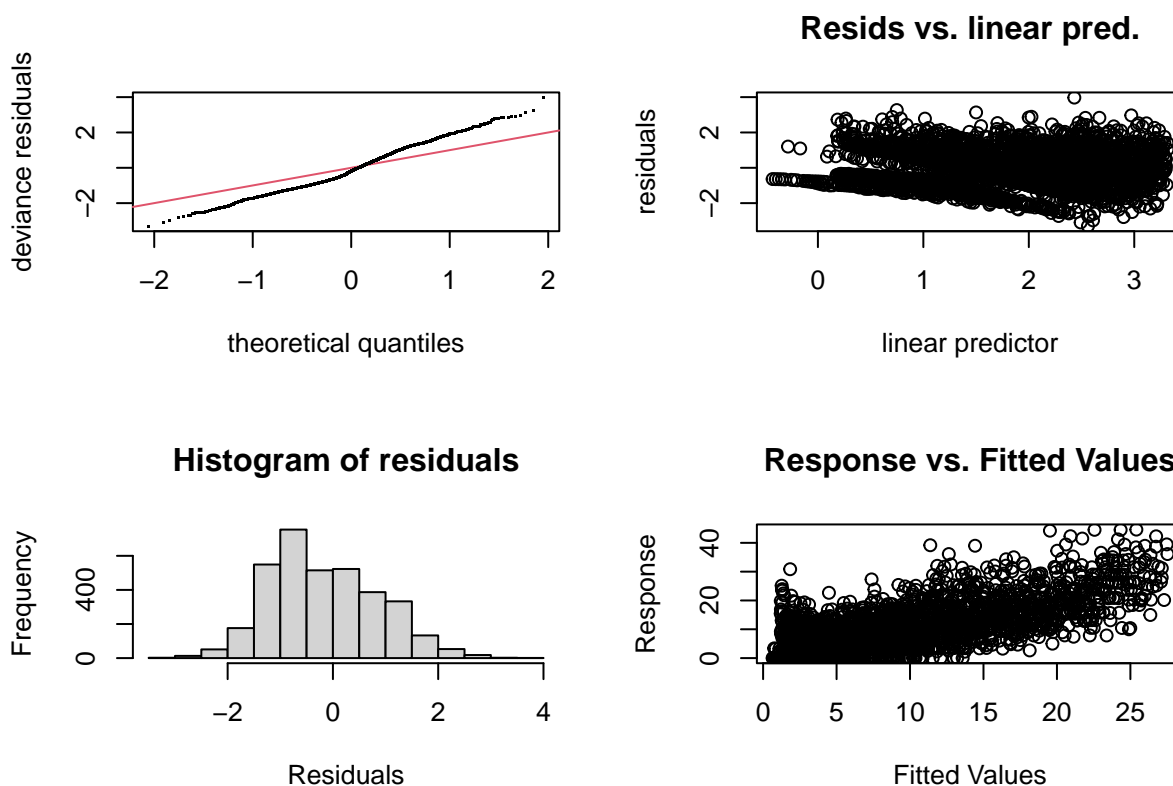 deviance residuals
2
−2
−2
−1
0
1
2
theoretical quantiles
Resids vs. linear pred.
residuals
2
−2
0
1
2
3
linear predictor
Histogram of residuals
Frequency
400
0
−2
0
2
4
Residuals
Response vs. Fitted Values
Response
40
20
0
0
5
10
15
20
25
Fitted Values